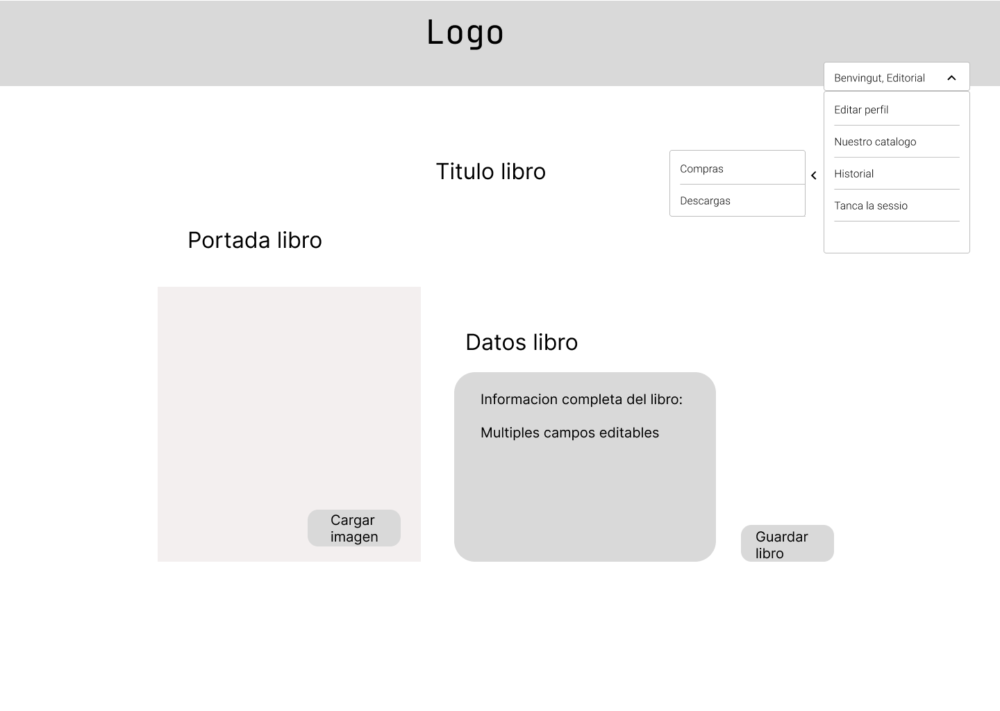 Logo
Benvingut, Editorial
Editar perfil
Nuestro catalogo
Historial
Tanca la sessio
Compras
Descargas
Titulo libro
Portada libro
Cargar
imagen
Datos libro
Informacion completa del libro:
Multiples campos editables
Guardar
libro